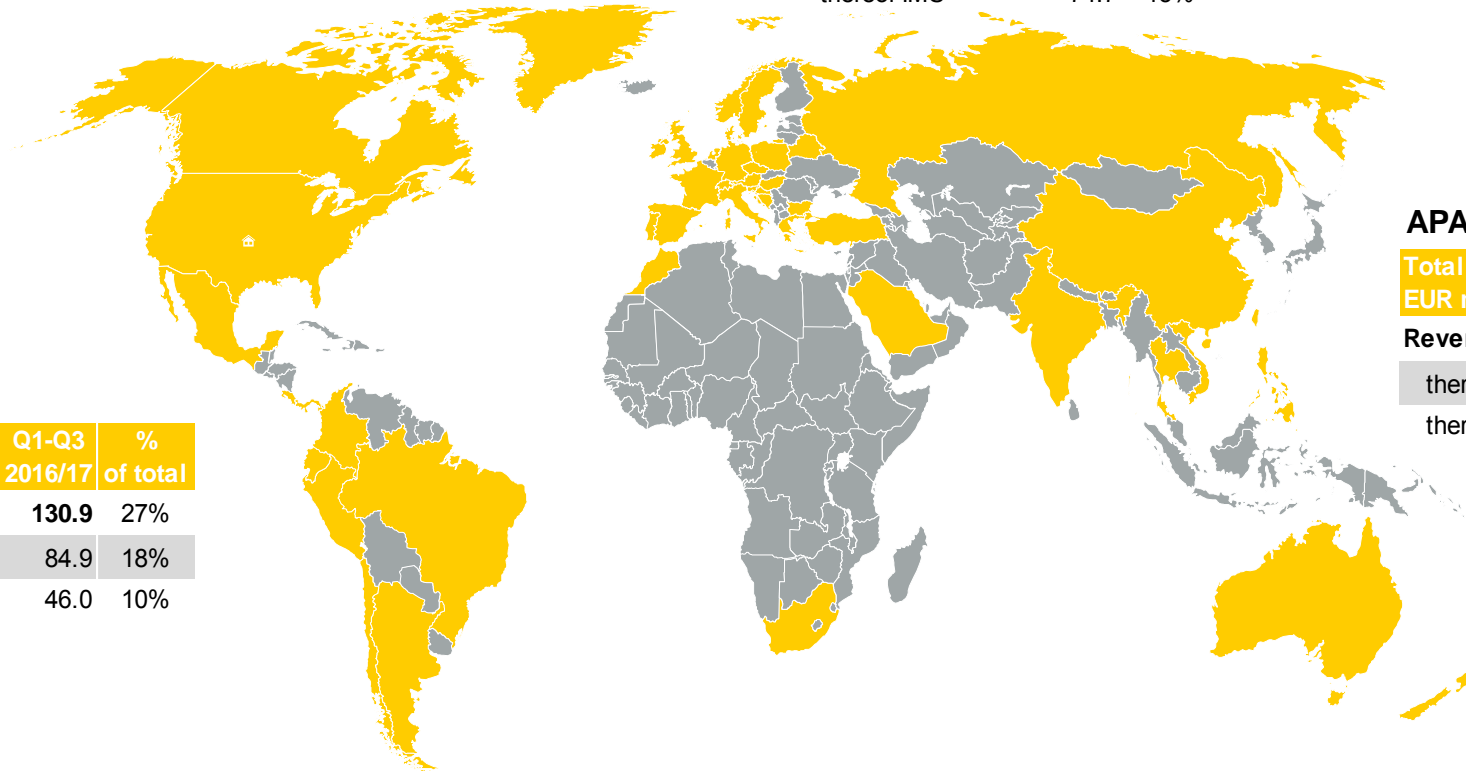 APA
Total
EUR
Rever
ther
ther
Q1-Q3 %
2016/17 of total
130.9 27%
84.9 18%
46.0 10%